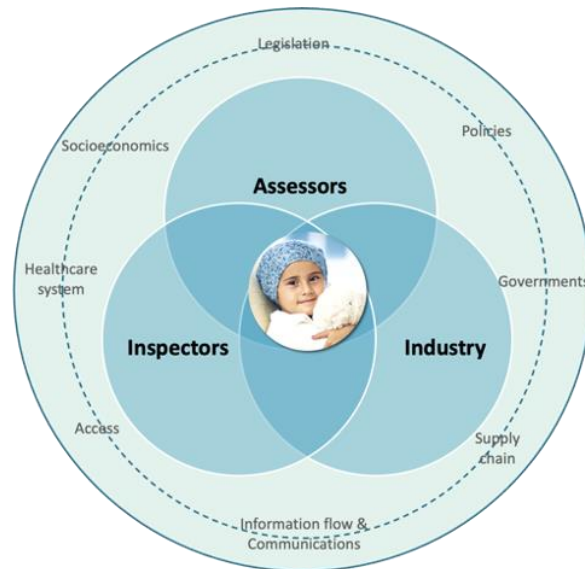 Legislation
Policies
Socioeconomics
Assessors
Healthcare
system
Governments
Inspectors
Industry
Access
Supply
chain
Information flow &
Communications